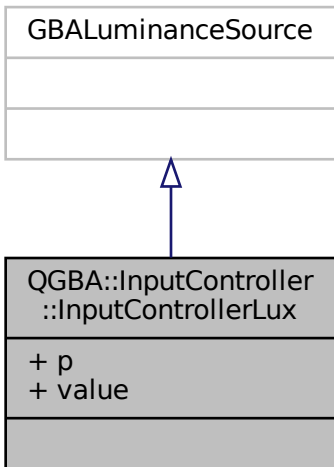 GBALuminanceSource
QGBA::InputController
::InputControllerLux
+ p
+ value